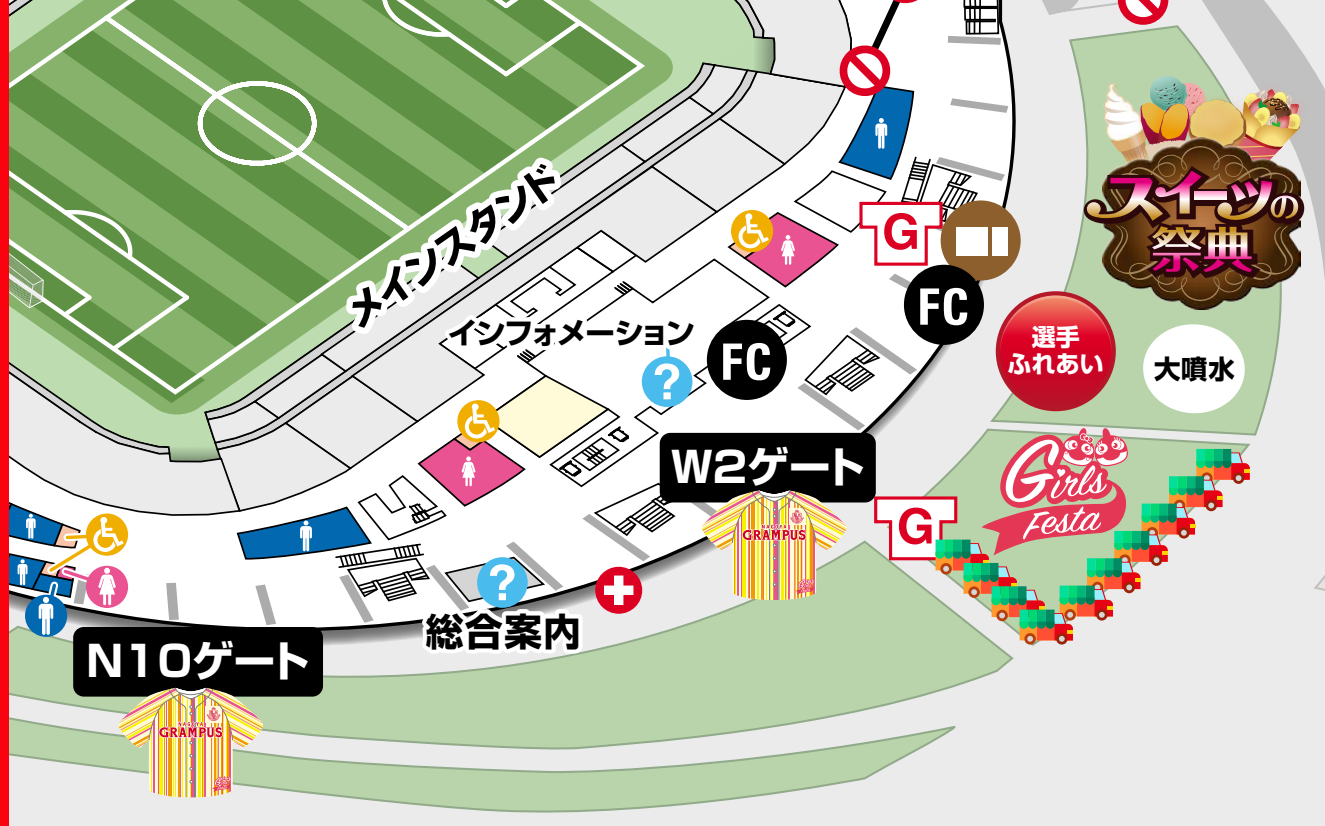 スイーツの
祭典
メインスタンド
G
FC
インフォメーション
?
FC
選手
ふれあい
大噴水
W2ゲート
Girls
Festa
G
NAGOYA
GRAMPUS
?
総合案内
N10ゲート
NAGOYA
GRAMPUS